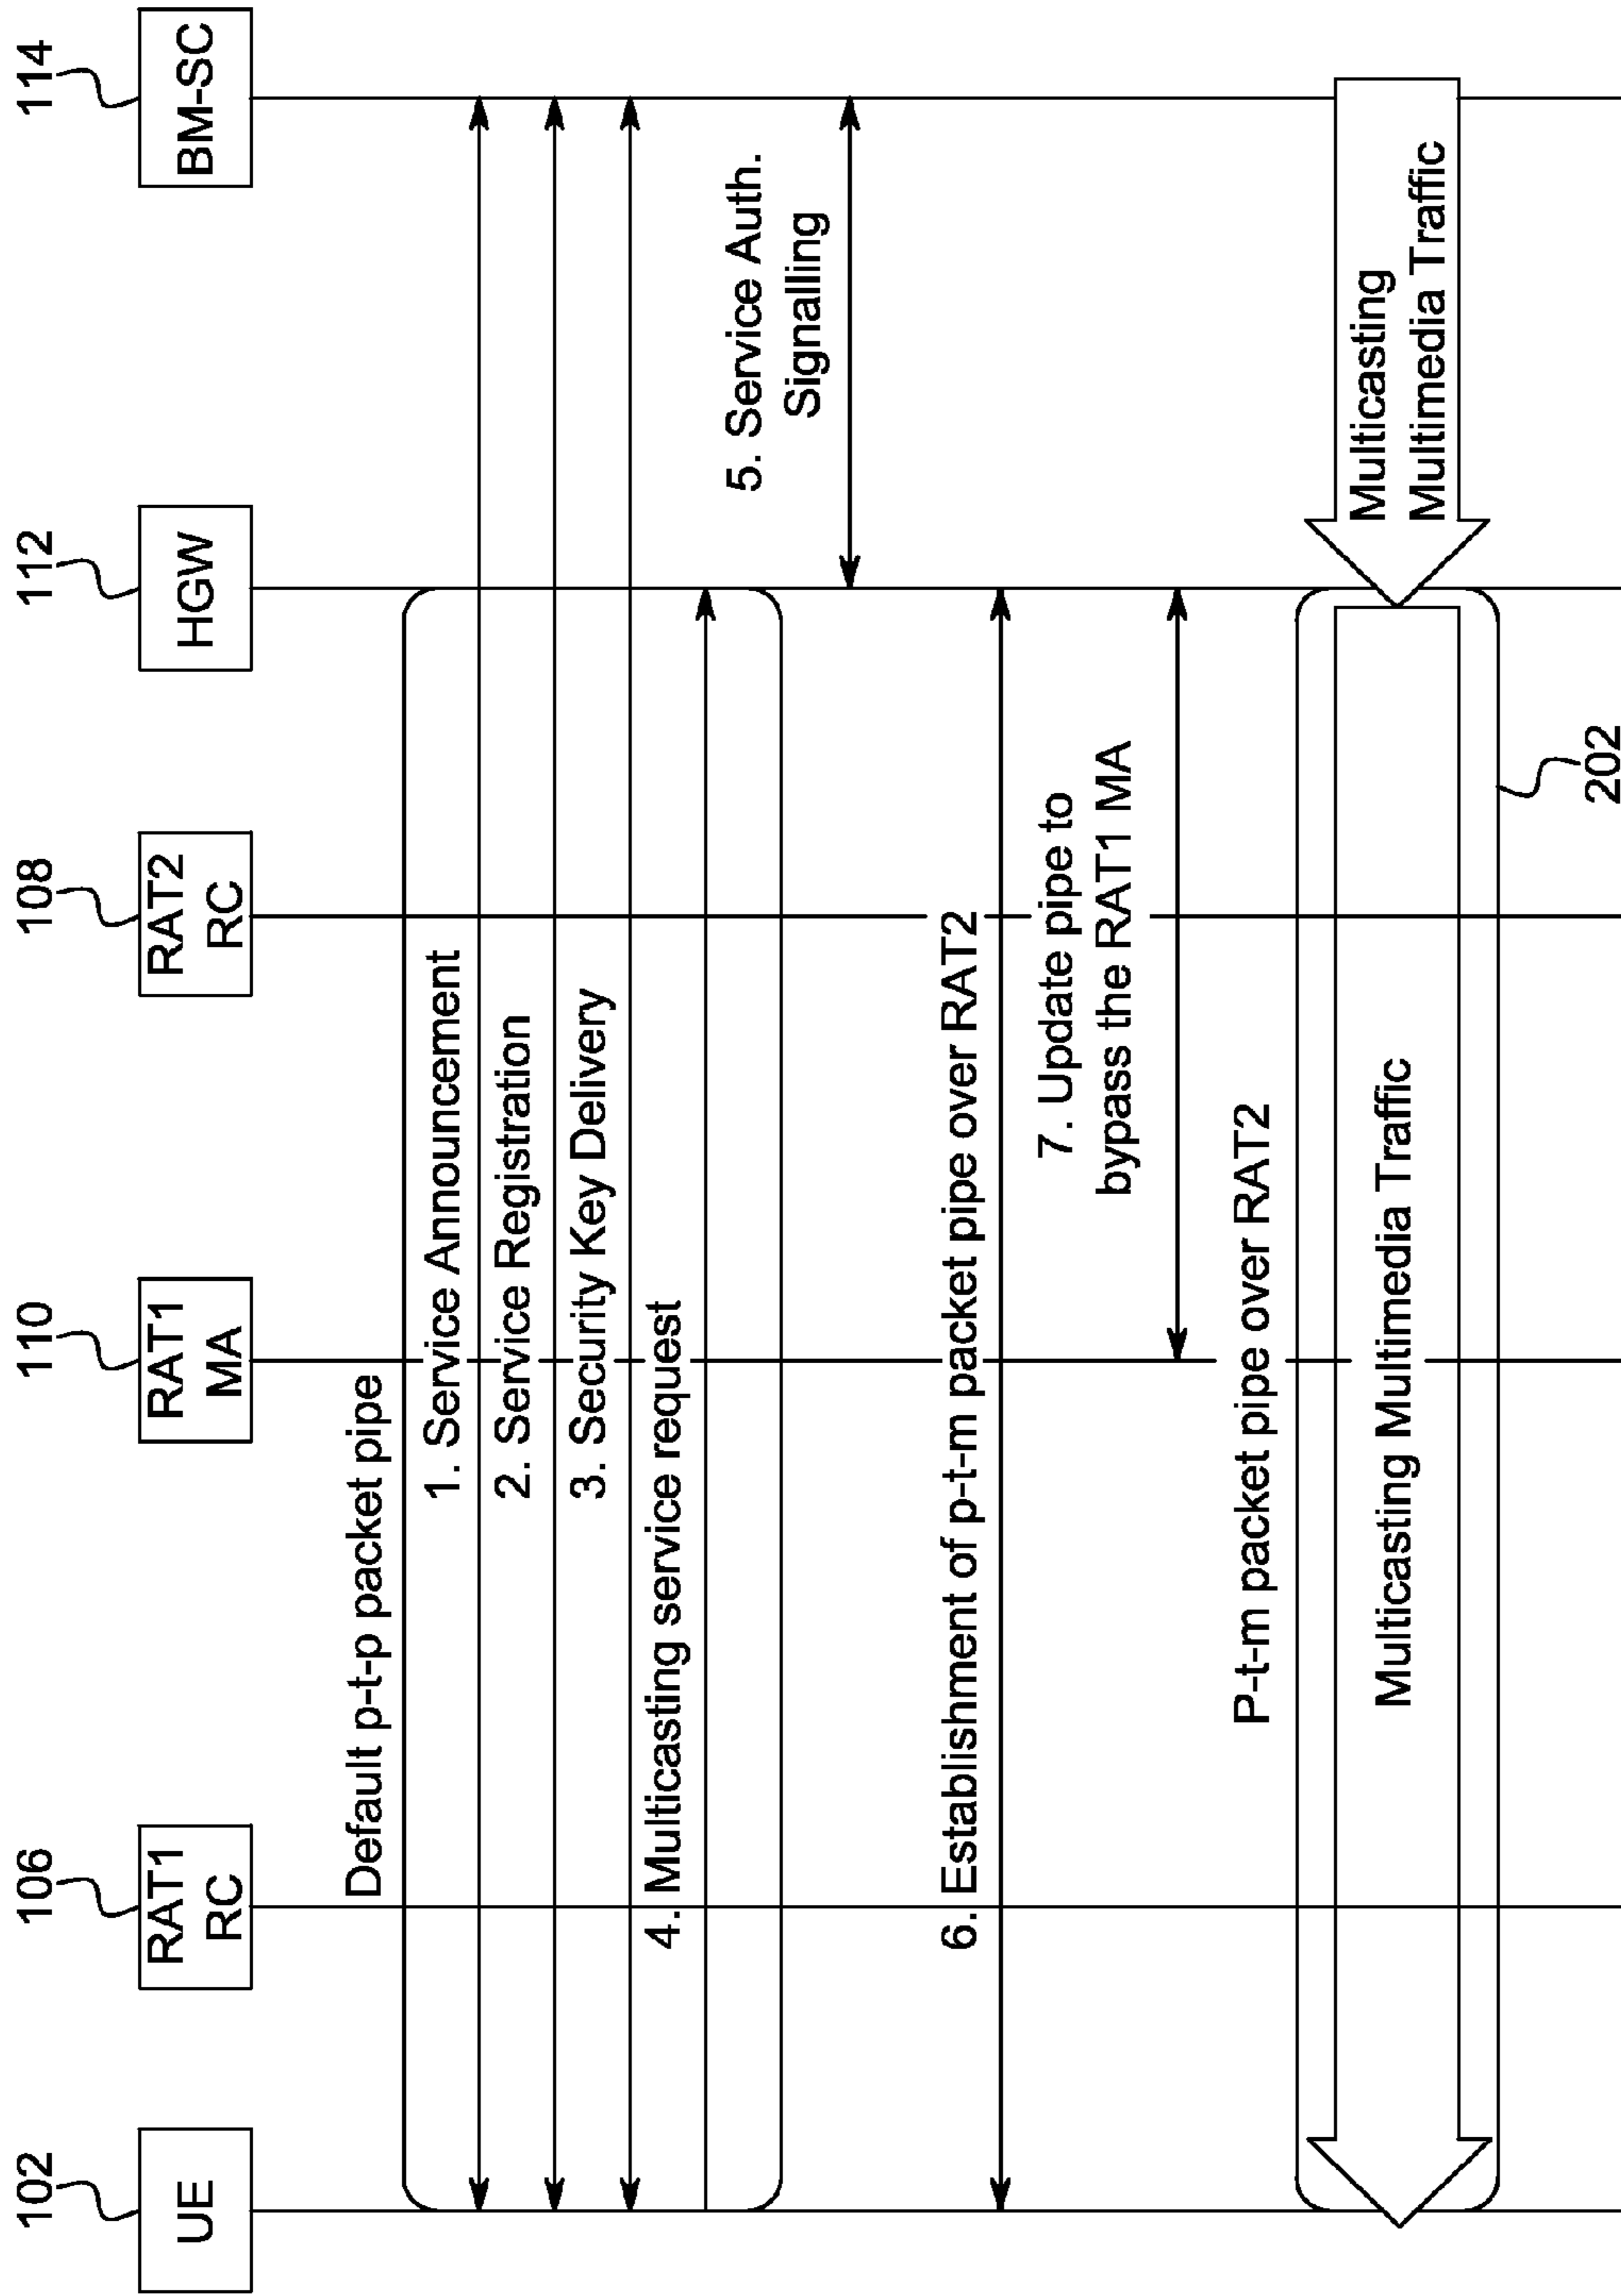 102
106
110
108
112
114
UE
RAT1
RC
RAT1
MA
RAT2
RC
HGW
BM-SC
Default p-t-p packet pipe
1. Service Announcement
2. Service Registration
3. Security Key Delivery
4. Multicasting service request
5. Service Auth.
Signalling
6. Establishment of p-t-m packet pipe over RAT2
7. Update pipe to
bypass the RAT1 MA
P-t-m packet pipe over RAT2
Multicasting
Multimedia Traffic
Multicasting Multimedia Traffic
202